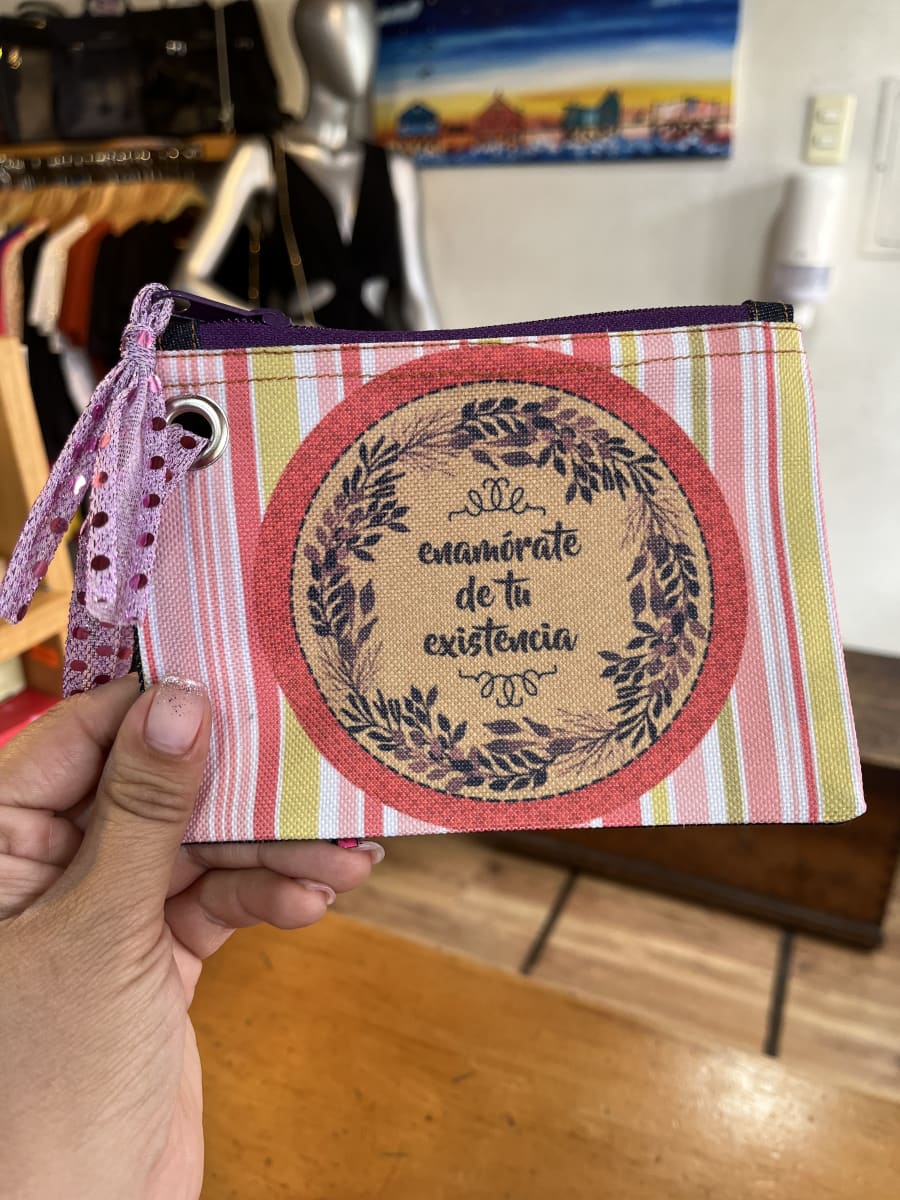 enamórate
de tu
existencia